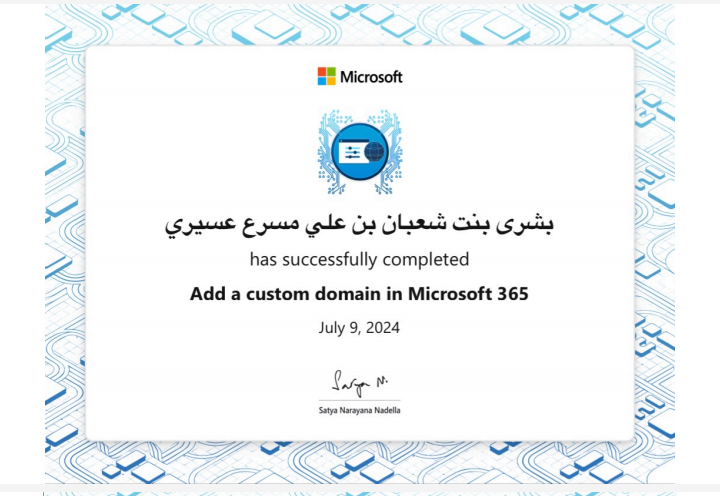 Microsoft
بشرى بنت شعبان بن علي مسرع عسيري
has successfully completed
Add a custom domain in Microsoft 365
July 9, 2024
Satya N.
Satya Narayana Nadella